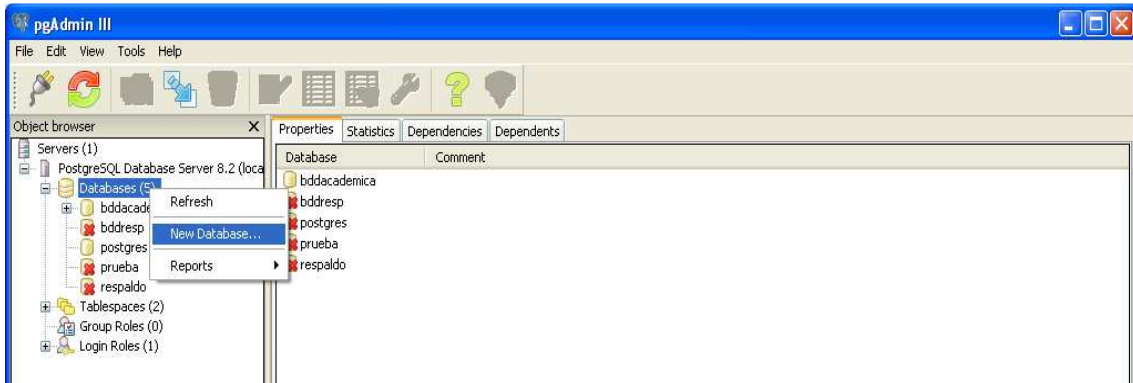 pgAdmin III
File Edit View Tools Help
Object browser
Properties Statistics Dependencies Dependents
Servers (1)
PostgreSQL Database Server 8.2 (loca
Databases (5)
bddacade
bddresp
postgres
prueba
respaldo
Tablespaces (2)
Group Roles (0)
Login Roles (1)
Refresh
New Database...
Reports
Database Comment
bddacademica
bddresp
postgres
prueba
respaldo